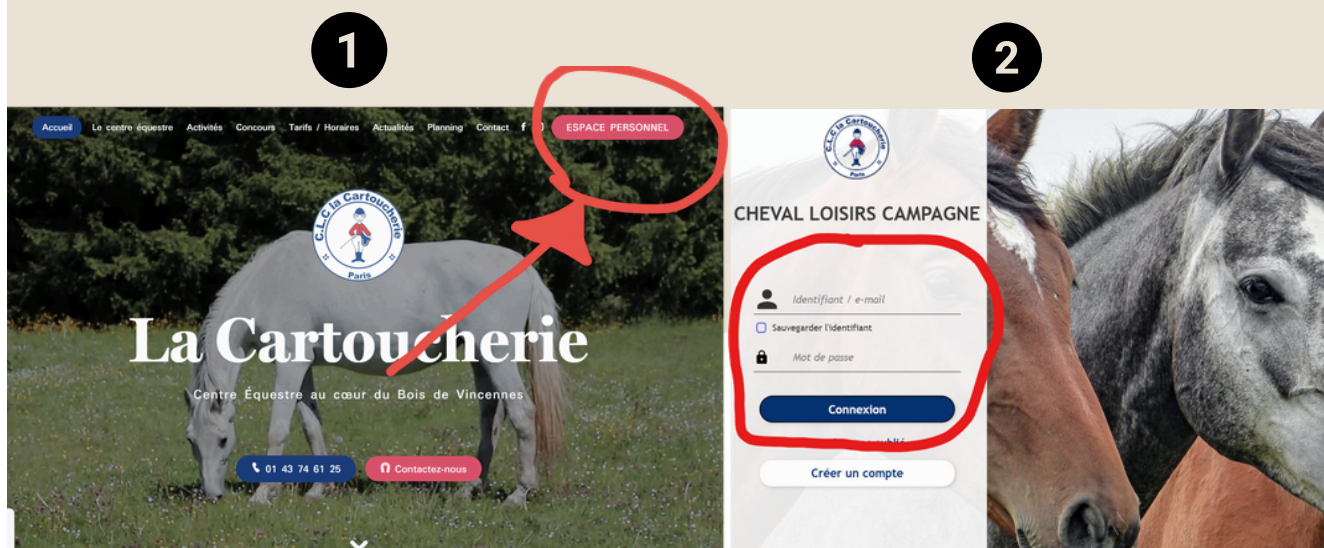 1
2
Accueil Le centre équestre Activités Concours Tarifs / Horaires Actualités Planning Contact f ESPACE PERSONNEL
C.L.C la Cartoucherie
Paris
La Cartoucherie
Centre Équestre au cœur du Bois de Vincennes
01 43 74 61 25 Contactez-nous
C.L.C la Cartoucherie
Paris
CHEVAL LOISIRS CAMPAGNE
Identifiant / e-mail
Sauvegarder l'identifiant
Mot de passe
Connexion
Créer un compte